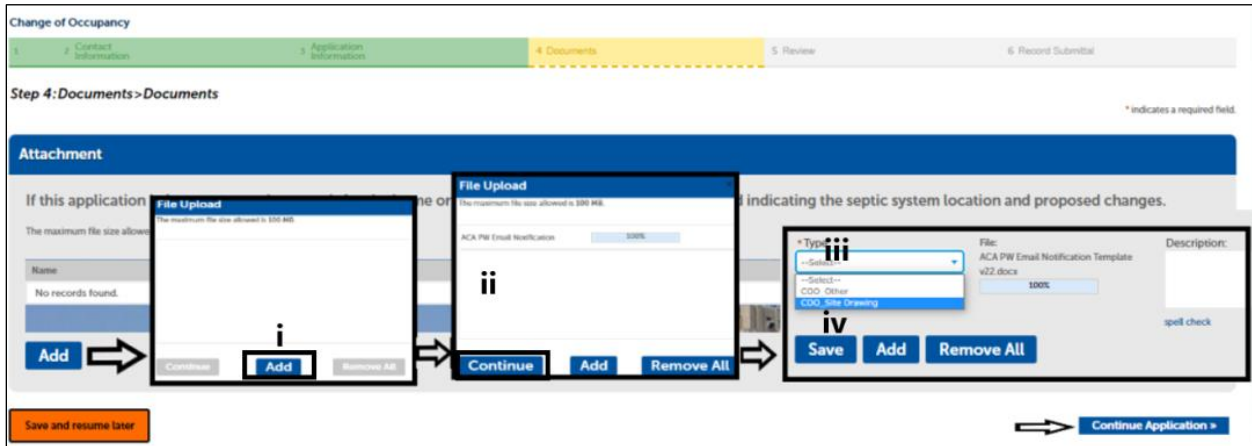 Change of Occupancy
1
2 Contact Information
3 Application Information
4 Documents
5 Review
6 Record Submittal
Step 4:Documents>Documents
* indicates a required field.
Attachment
If this application
me or
d indicating the septic system location and proposed changes.
The maximum file size allowe
Name
No records found.
Add
File Upload
The maximum file size allowed is 100 MB.
i
Continue
Add
Remove All
File Upload
The maximum file size allowed is 100 MB.
ACA PW Email Notification
100%
ii
Continue
Add
Remove All
* Type
iii
--Select--
--Select--
COO_Other
COO_Site Drawing
File:
ACA PW Email Notification Template
v22.docx
100%
Description:
spell check
iv
Save
Add
Remove All
Save and resume later
Continue Application »